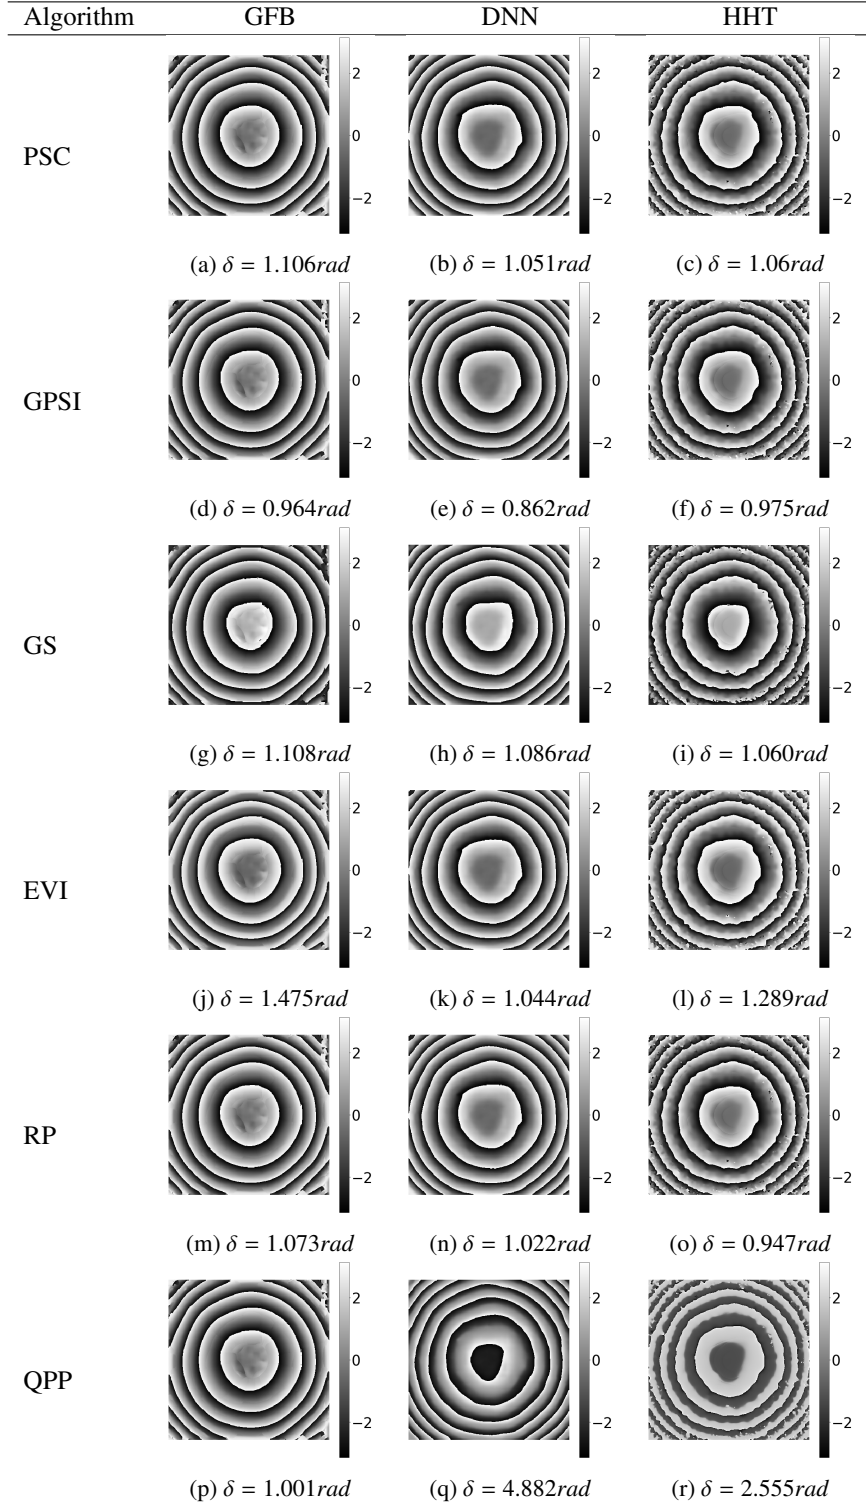 Algorithm GFB DNN HHT
2 2 2
0 0 0
PSC
−2 −2 −2
(a) δ = 1.106rad (b) δ = 1.051rad (c) δ = 1.06rad
2 2 2
0 0 0
GPSI
−2 −2 −2
(d) δ = 0.964rad (e) δ = 0.862rad (f) δ = 0.975rad
2 2 2
0 0 0
GS
−2 −2 −2
(g) δ = 1.108rad (h) δ = 1.086rad (i) δ = 1.060rad
2 2 2
0 0 0
EVI
−2 −2 −2
(j) δ = 1.475rad (k) δ = 1.044rad (l) δ = 1.289rad
2 2 2
0 0 0
RP
−2 −2 −2
(m) δ = 1.073rad (n) δ = 1.022rad (o) δ = 0.947rad
2 2 2
0 0 0
QPP
−2 −2 −2
(p) δ = 1.001rad (q) δ = 4.882rad (r) δ = 2.555rad